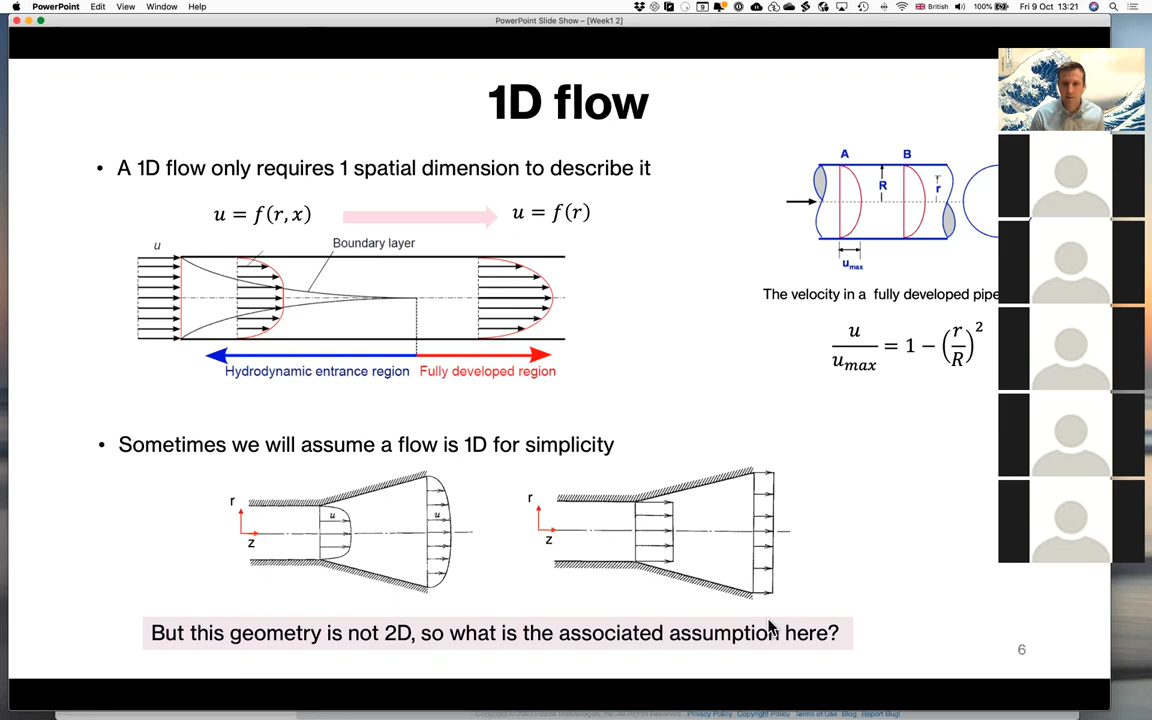 PowerPoint Edit View Window Help
9 British 100% Fri 9 Oct 13:21
PowerPoint Slide Show – [Week1 2]
1D flow
• A 1D flow only requires 1 spatial dimension to describe it
u = f(r, x)
u = f(r)
u
Boundary layer
Hydrodynamic entrance region
Fully developed region
A B
R
r
umax
The velocity in a fully developed pipe
u/umax = 1 − (r/R)²
• Sometimes we will assume a flow is 1D for simplicity
r
z
u
u
r
z
But this geometry is not 2D, so what is the associated assumption here?
6
Privacy Policy Copyright Policy Terms of Use Blog Report Bug!